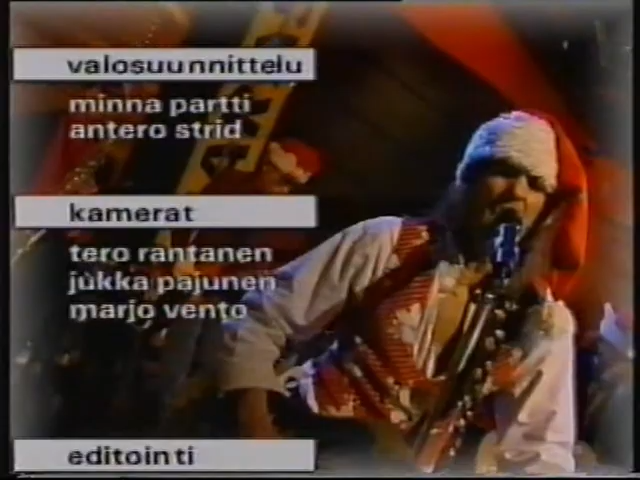 valosuunnittelu
minna partti
antero strid
kamerat
tero rantanen
jukka pajunen
marjo vento
editointi